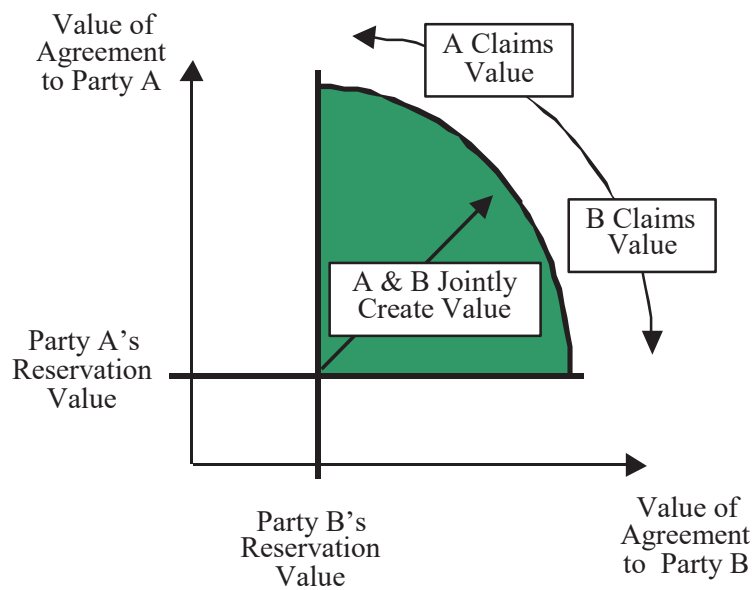 Value of
Agreement
to Party A
A Claims
Value
B Claims
Value
A & B Jointly
Create Value
Party A’s
Reservation
Value
Party B’s
Reservation
Value
Value of
Agreement
to Party B